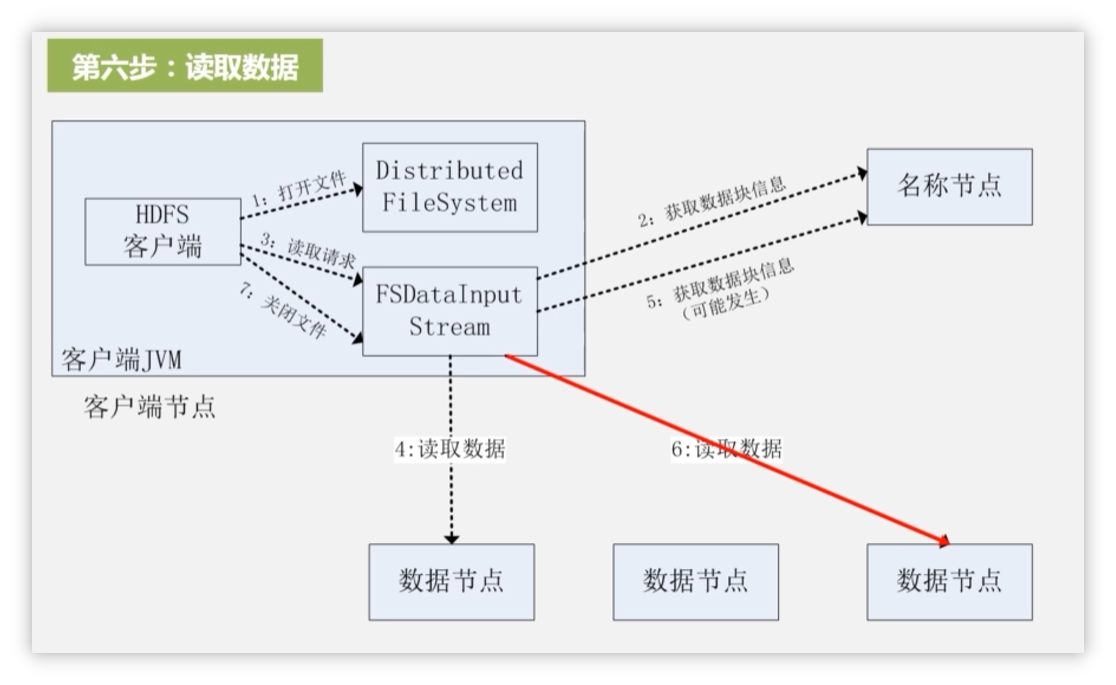 第六步：读取数据
Distributed
FileSystem
1：打开文件
HDFS
客户端
3：读取请求
7：关闭文件
FSDataInput
Stream
客户端JVM
客户端节点
2：获取数据块信息
5：获取数据块信息
（可能发生）
名称节点
4:读取数据
6:读取数据
数据节点
数据节点
数据节点